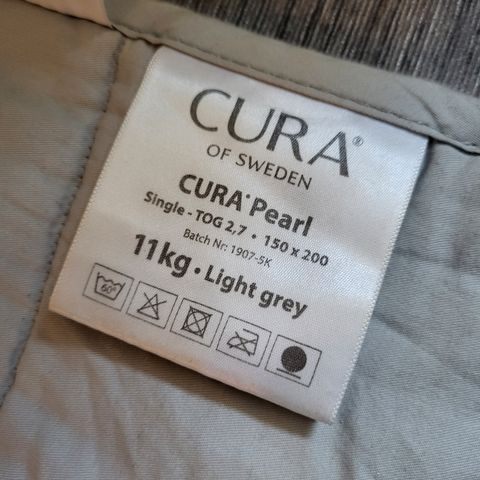 CURA®
OF SWEDEN
CURA® Pearl
Single - TOG 2,7 • 150 x 200
Batch Nr: 1907-5K
11kg • Light grey
60°